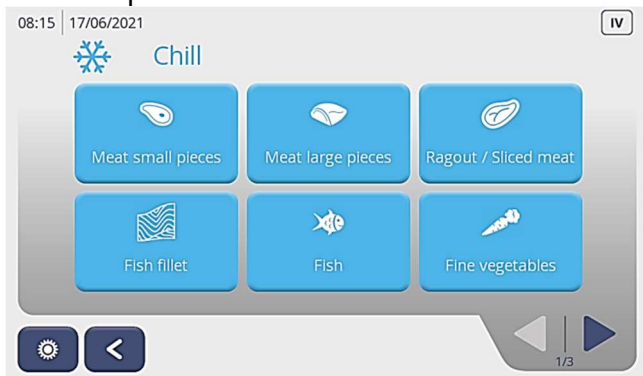 08:15 17/06/2021 IV
Chill
Meat small pieces Meat large pieces Ragout / Sliced meat
Fish fillet Fish Fine vegetables
1/3